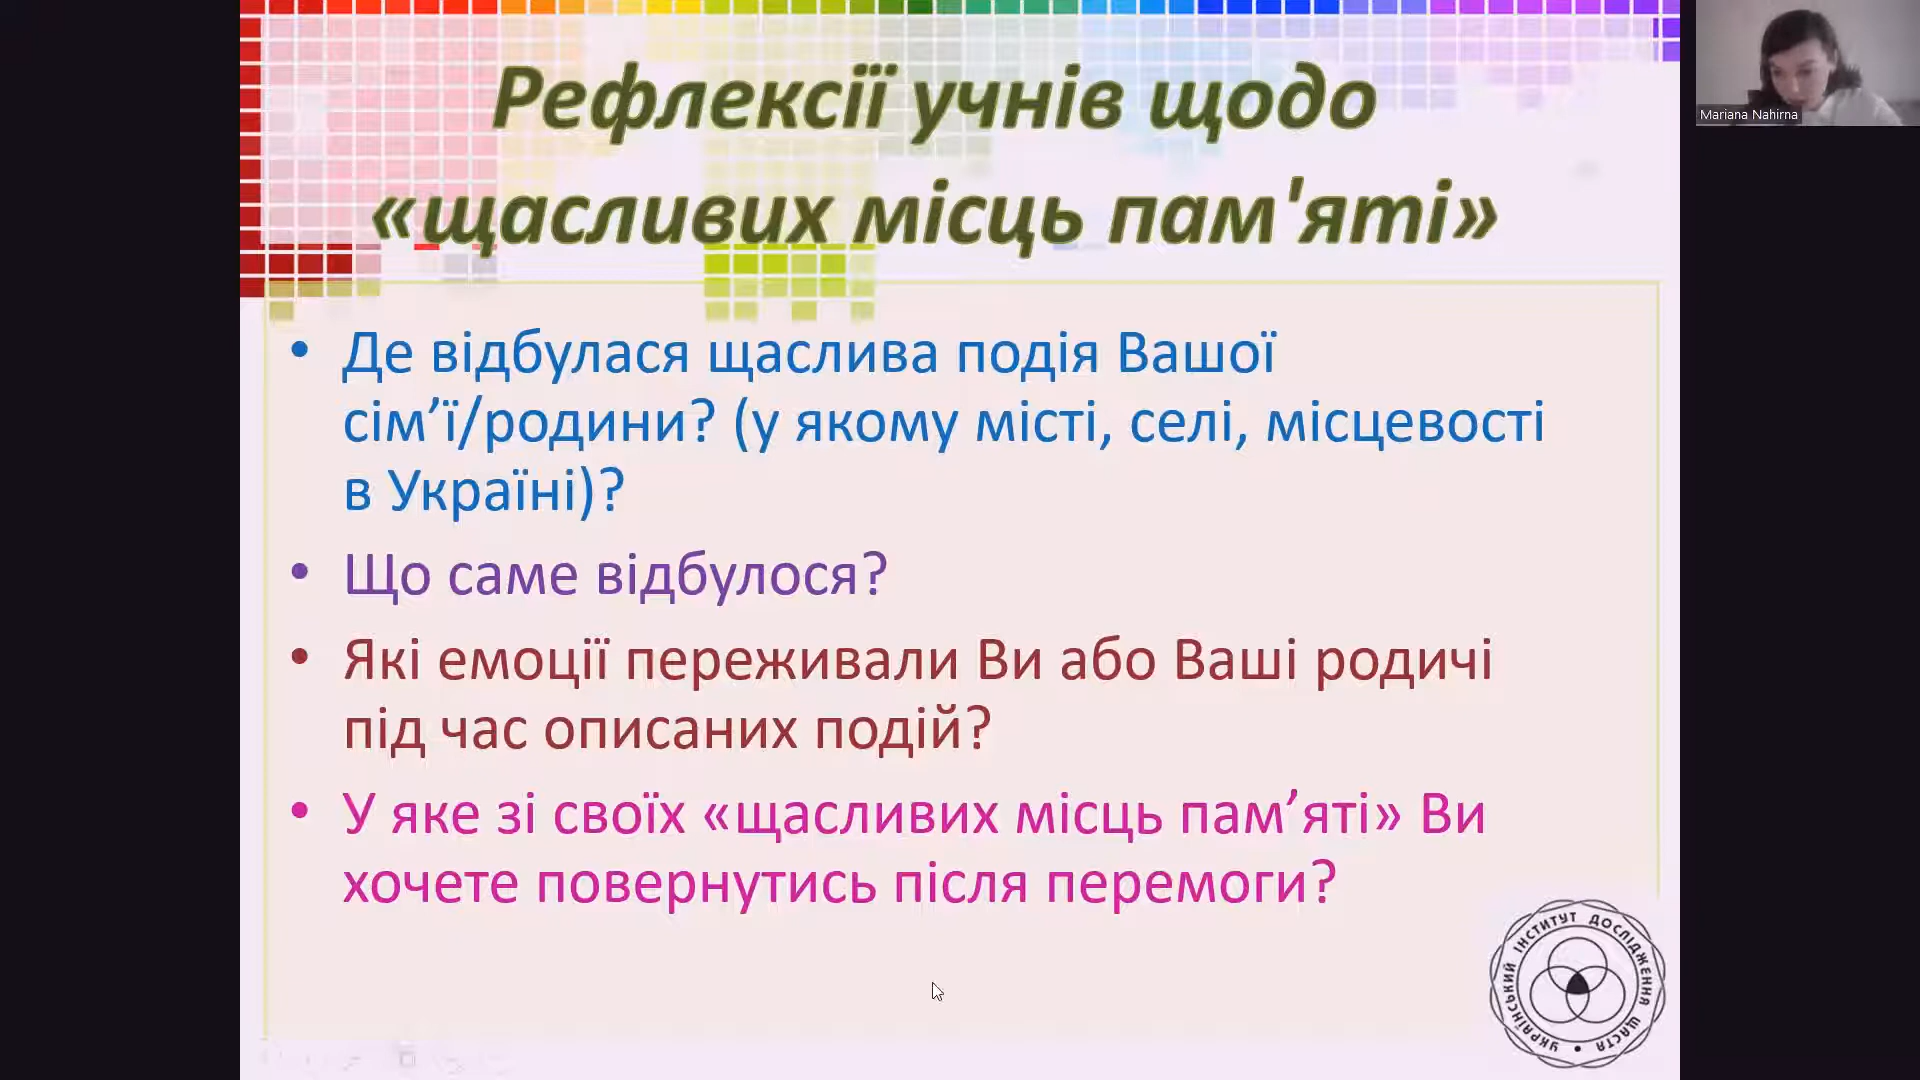 Рефлексії учнів щодо
«щасливих місць пам'яті»
• Де відбулася щаслива подія Вашої
сім’ї/родини? (у якому місті, селі, місцевості
в Україні)?
• Що саме відбулося?
• Які емоції переживали Ви або Ваші родичі
під час описаних подій?
• У яке зі своїх «щасливих місць пам’яті» Ви
хочете повернутись після перемоги?
УКРАЇНСЬКИЙ ІНСТИТУТ ДОСЛІДЖЕННЯ ЩАСТЯ •
Mariana Nahirna